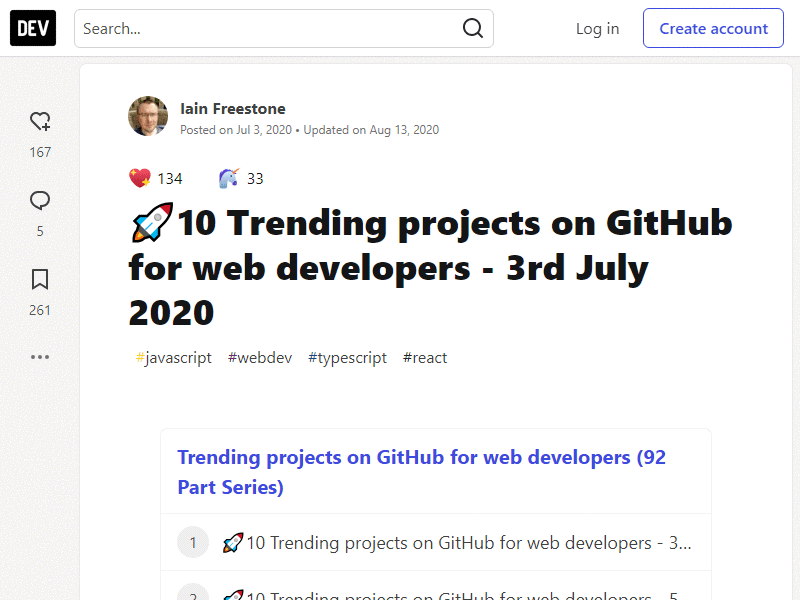 DEV
Search...
Log in
Create account
Iain Freestone
Posted on Jul 3, 2020 • Updated on Aug 13, 2020
167
134
33
5
261
🚀10 Trending projects on GitHub
for web developers - 3rd July
2020
#javascript #webdev #typescript #react
Trending projects on GitHub for web developers (92
Part Series)
1 🚀10 Trending projects on GitHub for web developers - 3...
2 🚀10 Trending projects on GitHub for web developers - 5...